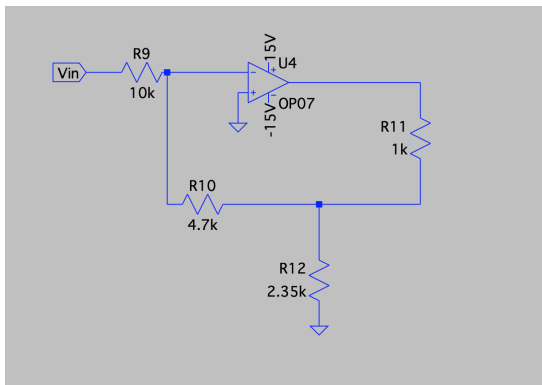 R9
Vin
10k
15V
U4
-
+
+
-
OP07
-15V
R11
1k
R10
4.7k
R12
2.35k